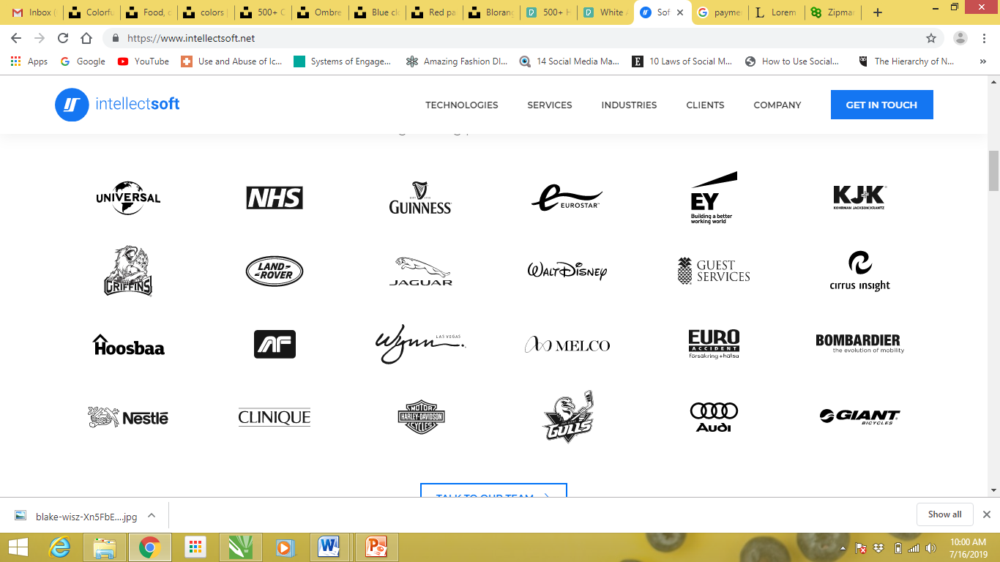 Inbox (
Colorfu
Food, c
colors |
500+ C
Ombre
Blue cl
Red pa
Blorang
500+ H
White A
Sof
payme
Lorem
Zipmar
https://www.intellectsoft.net
Apps
Google
YouTube
Use and Abuse of Ic...
Systems of Engage...
Amazing Fashion DI...
14 Social Media Ma...
10 Laws of Social M...
How to Use Social...
The Hierarchy of N...
»
intellectsoft
TECHNOLOGIES
SERVICES
INDUSTRIES
CLIENTS
COMPANY
GET IN TOUCH
UNIVERSAL
NHS
GUINNESS
EUROSTAR™
EY
Building a better
working world
KJK
KOHRMAN JACKSON KRANTZ
GRIFFINS
LAND-
-ROVER
JAGUAR
WALT DISNEY
GUEST
SERVICES
cirrus insight
Hoosbaa
AF
Wynn
LAS VEGAS
MELCO
EURO
ACCIDENT
försäkring+hälsa
BOMBARDIER
the evolution of mobility
Nestlé
CLINIQUE
MOTOR
HARLEY-DAVIDSON
CYCLES
GULLS
Audi
GIANT
BICYCLES
TALK TO OUR TEAM
blake-wisz-Xn5FbE....jpg
Show all
10:00 AM
7/16/2019